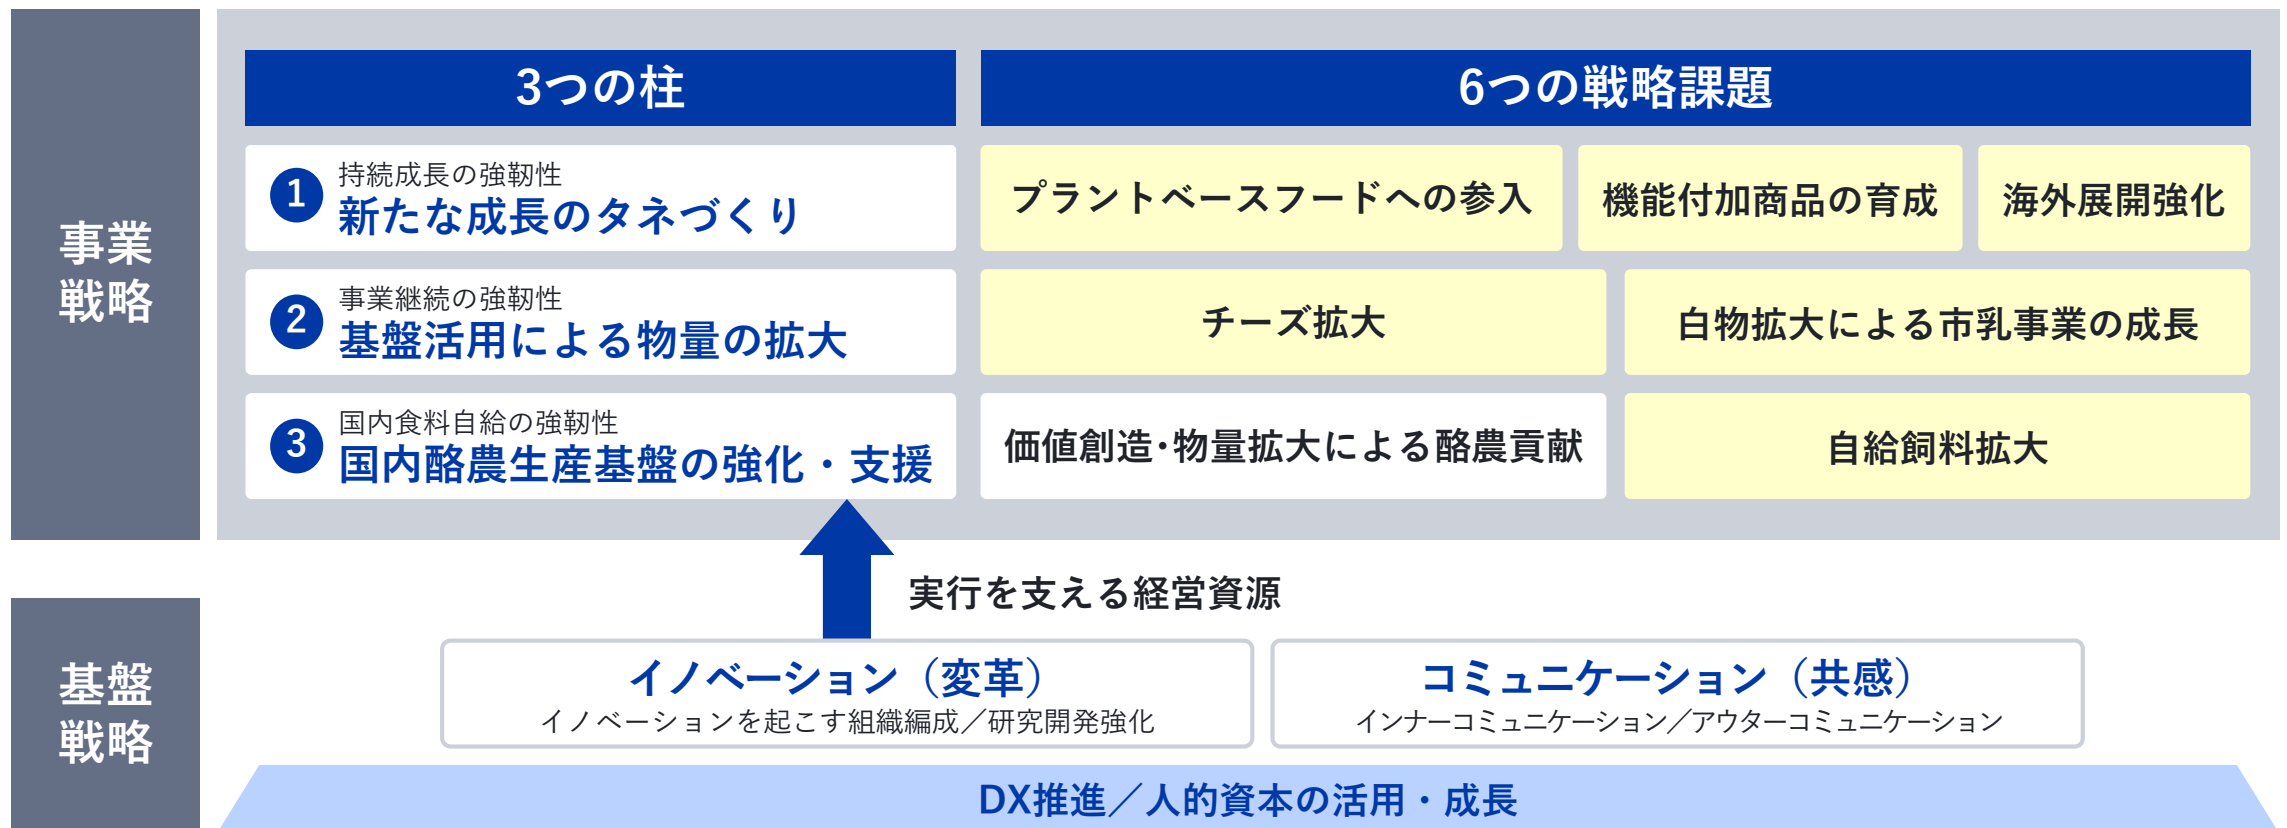 事業
戦略
3つの柱
6つの戦略課題
1
持続成長の強靭性
新たな成長のタネづくり
プラントベースフードへの参入
機能付加商品の育成
海外展開強化
2
事業継続の強靭性
基盤活用による物量の拡大
チーズ拡大
白物拡大による市乳事業の成長
3
国内食料自給の強靭性
国内酪農生産基盤の強化・支援
価値創造・物量拡大による酪農貢献
自給飼料拡大
実行を支える経営資源
基盤
戦略
イノベーション（変革）
イノベーションを起こす組織編成／研究開発強化
コミュニケーション（共感）
インナーコミュニケーション／アウターコミュニケーション
DX推進／人的資本の活用・成長